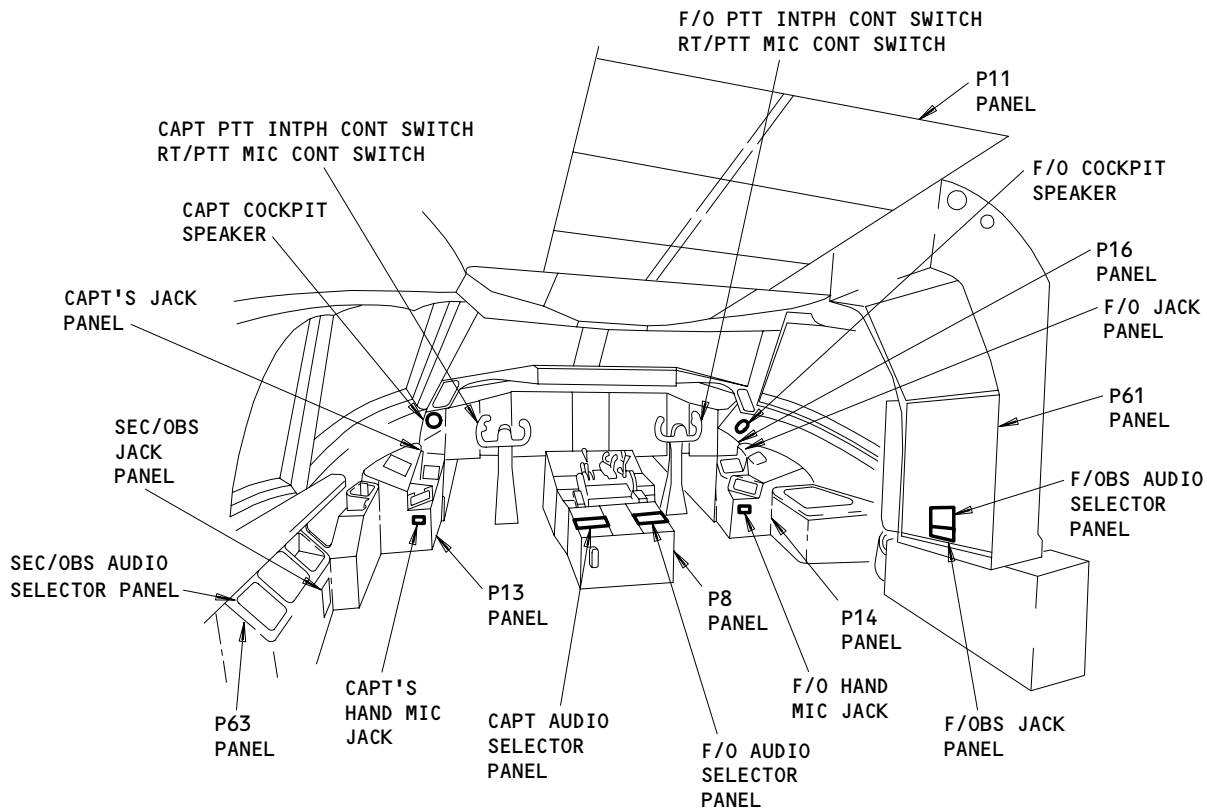 F/O PTT INTPH CONT SWITCH
RT/PTT MIC CONT SWITCH
P11
PANEL
CAPT PTT INTPH CONT SWITCH
RT/PTT MIC CONT SWITCH
F/O COCKPIT
SPEAKER
CAPT COCKPIT
SPEAKER
P16
PANEL
CAPT'S JACK
PANEL
F/O JACK
PANEL
P61
PANEL
SEC/OBS
JACK
PANEL
F/OBS AUDIO
SELECTOR
PANEL
SEC/OBS AUDIO
SELECTOR PANEL
P13
PANEL
P8
PANEL
P14
PANEL
CAPT'S
HAND MIC
JACK
F/O HAND
MIC JACK
P63
PANEL
CAPT AUDIO
SELECTOR
PANEL
F/OBS JACK
PANEL
F/O AUDIO
SELECTOR
PANEL